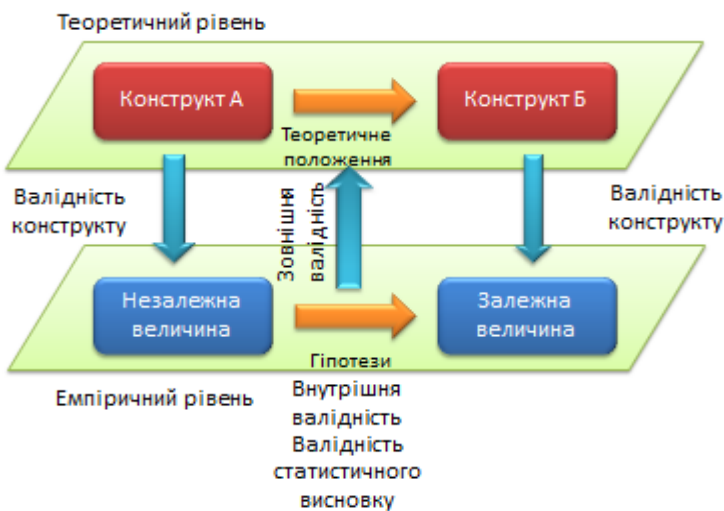 Теоретичний рівень
Конструкт А
Конструкт Б
Теоретичне
положення
Валідність
конструкту
Зовнішня
валідність
Валідність
конструкту
Незалежна
величина
Залежна
величина
Гіпотези
Емпіричний рівень
Внутрішня
валідність
Валідність
статистичного
висновку